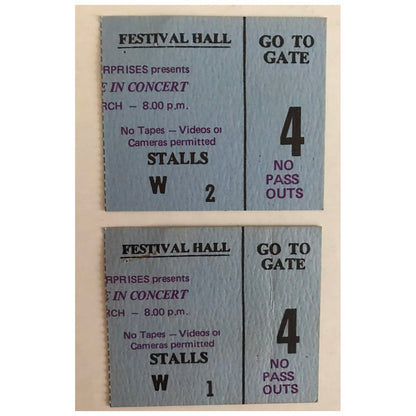 FESTIVAL HALL
ERPRISES presents
E IN CONCERT
RCH – 8.00 p.m.
No Tapes – Videos or
Cameras permitted
STALLS
W 2
GO TO
GATE
4
NO
PASS
OUTS
FESTIVAL HALL
ERPRISES presents
E IN CONCERT
RCH – 8.00 p.m.
No Tapes – Videos or
Cameras permitted
STALLS
W 1
GO TO
GATE
4
NO
PASS
OUTS